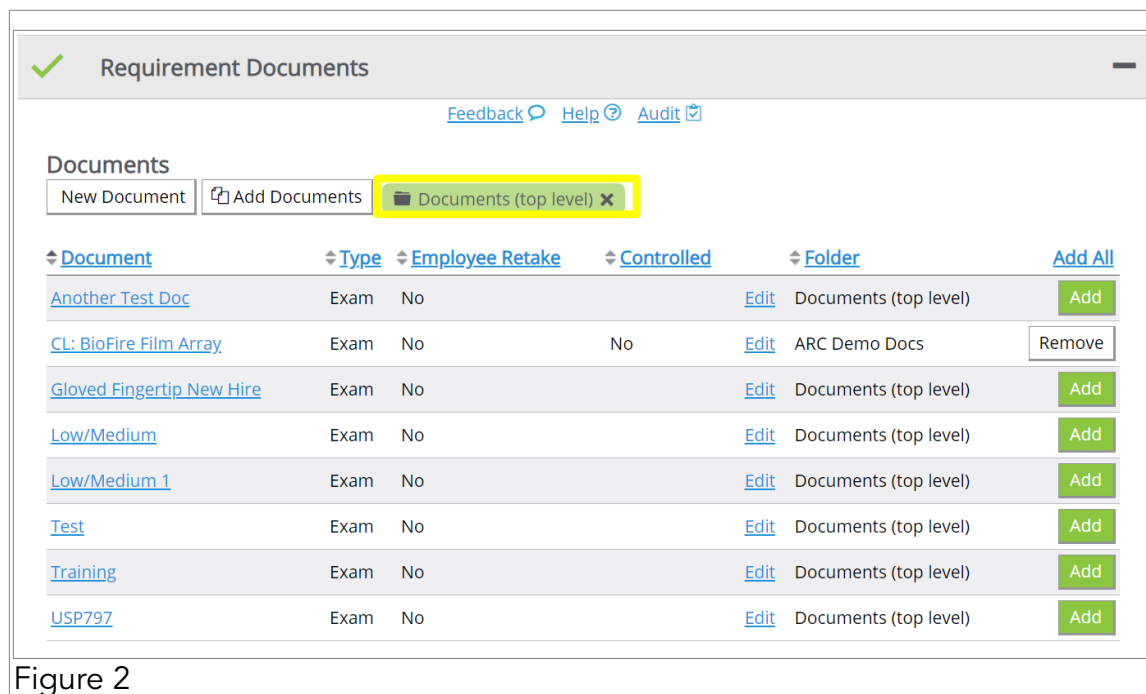 Requirement Documents
Feedback Help Audit
Documents
New Document Add Documents Documents (top level)
Document Type Employee Retake Controlled Folder Add All
Another Test Doc Exam No Edit Documents (top level) Add
CL: BioFire Film Array Exam No No Edit ARC Demo Docs Remove
Gloved Fingertip New Hire Exam No Edit Documents (top level) Add
Low/Medium Exam No Edit Documents (top level) Add
Low/Medium 1 Exam No Edit Documents (top level) Add
Test Exam No Edit Documents (top level) Add
Training Exam No Edit Documents (top level) Add
USP797 Exam No Edit Documents (top level) Add
Figure 2